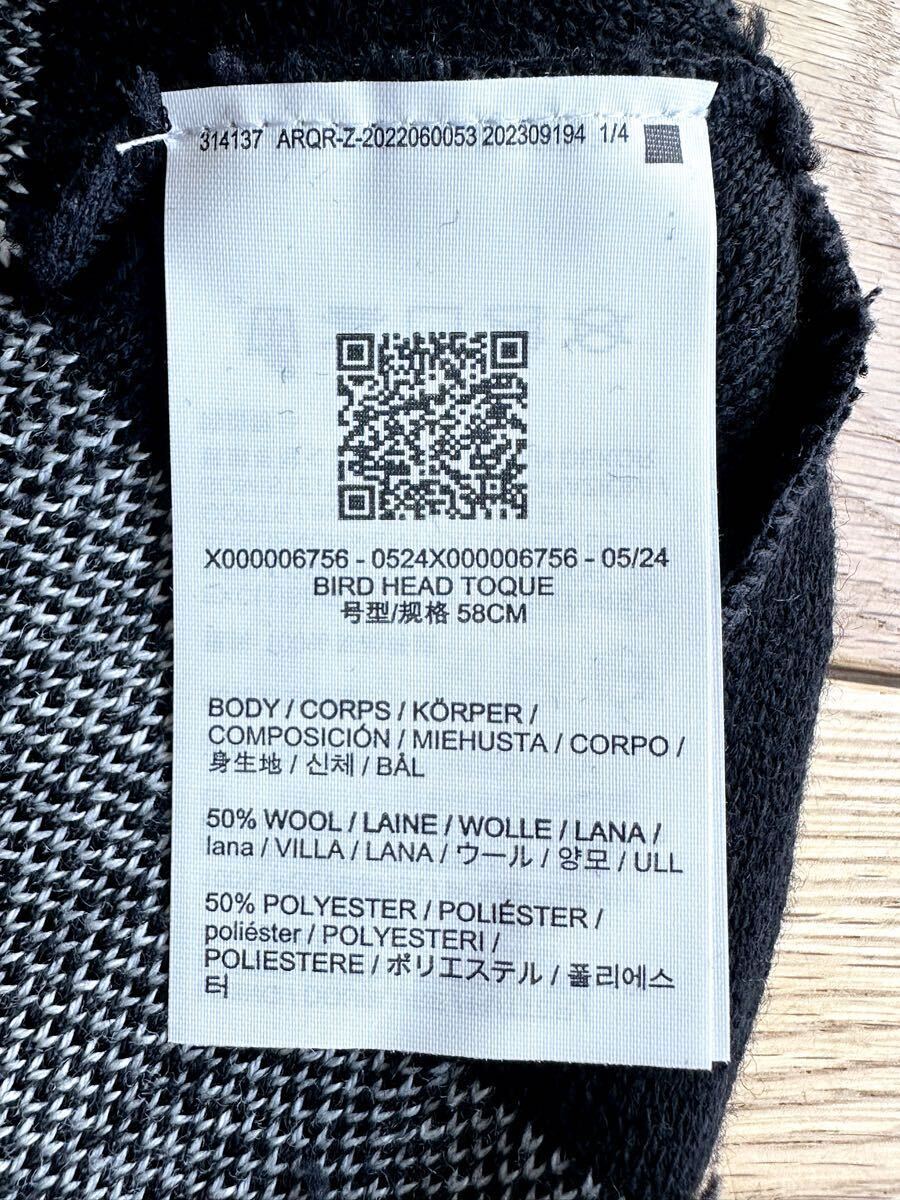 314137 ARQR-Z-2022060053 202309194 1/4
X000006756 - 0524X000006756 - 05/24
BIRD HEAD TOQUE
号型/规格 58CM
BODY / CORPS / KÖRPER /
COMPOSICIÓN / MIEHUSTA / CORPO /
身生地 / 신체 / BÅL
50% WOOL / LAINE / WOLLE / LANA /
lana / VILLA / LANA / ウール / 양모 / ULL
50% POLYESTER / POLIÉSTER /
poliéster / POLYESTERI /
POLIESTERE / ポリエステル / 폴리에스
터